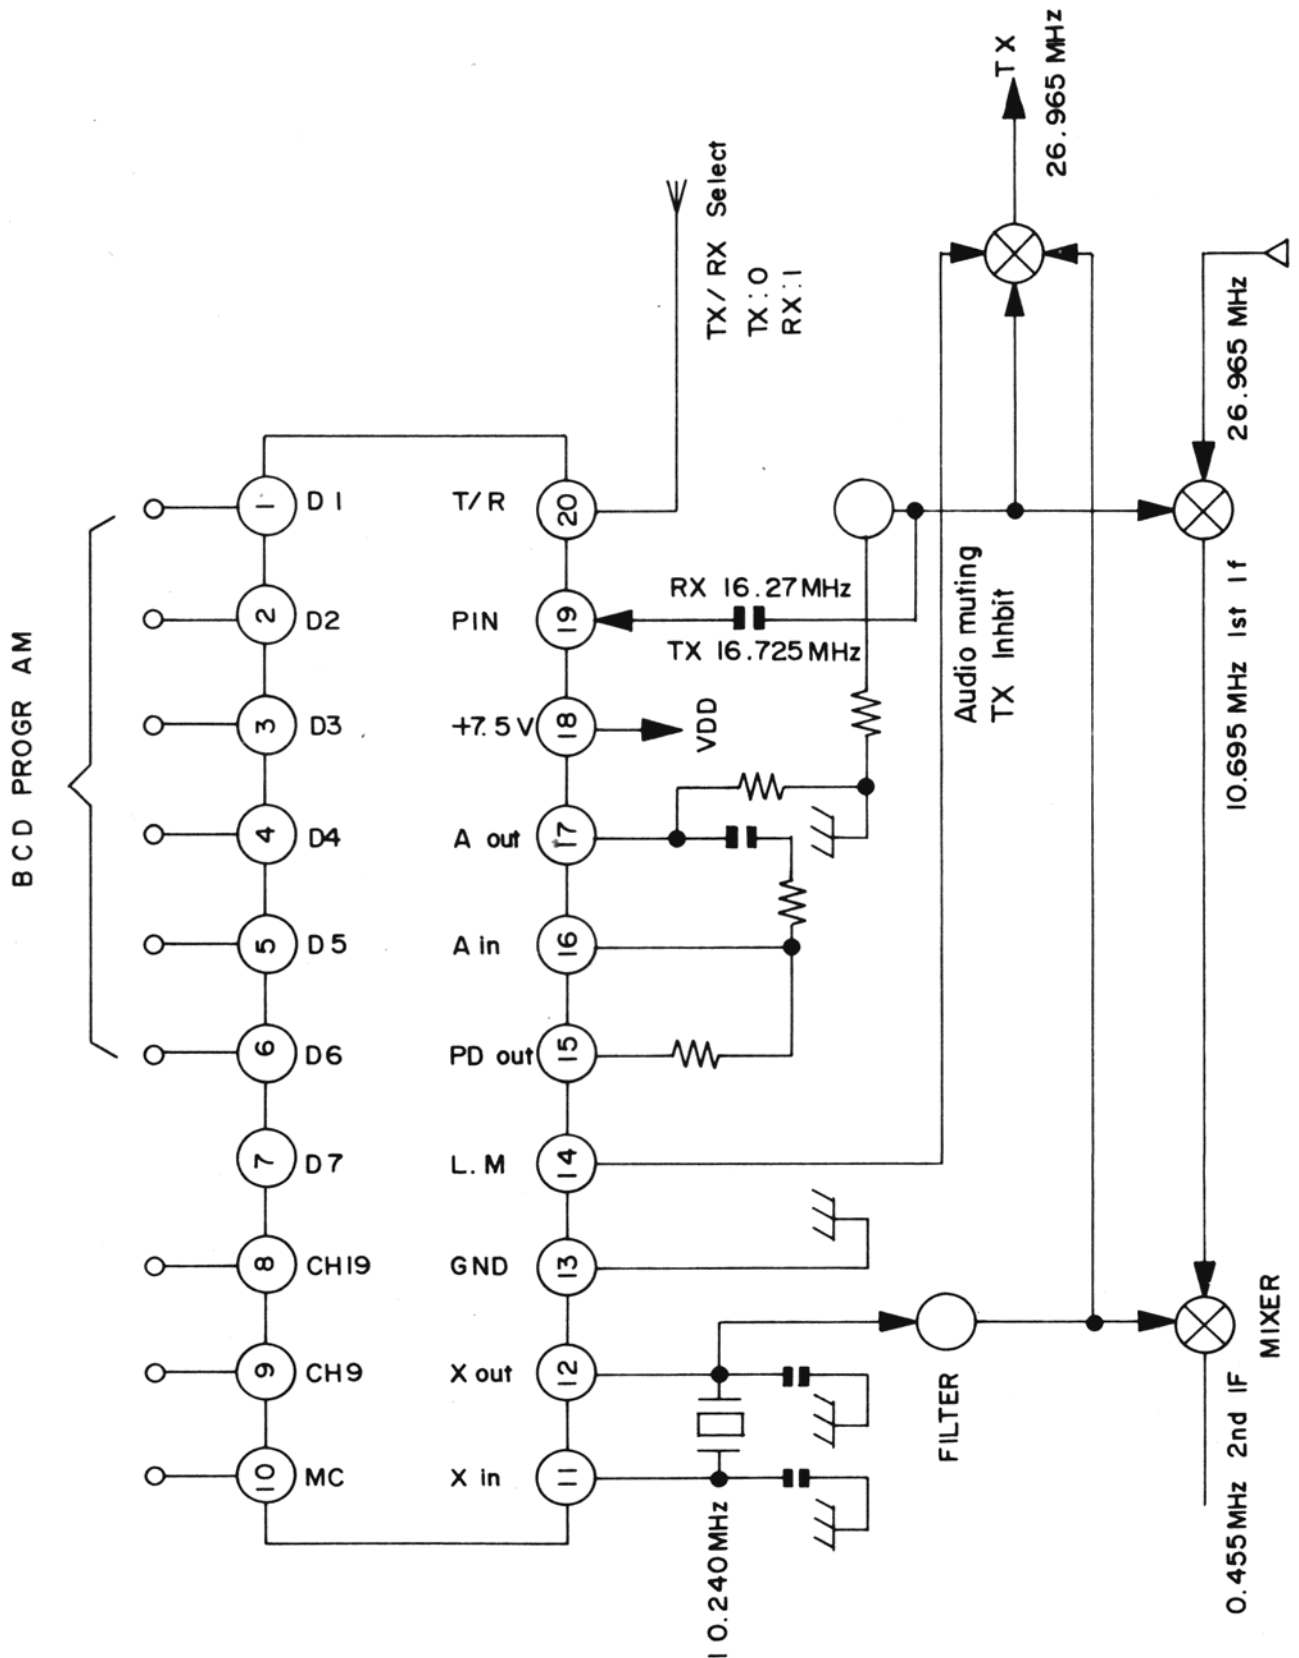 BCD PROGR AM
1 D1
2 D2
3 D3
4 D4
5 D5
6 D6
7 D7
8 CH19
9 CH9
10 MC
T/R 20
PIN 19
+7.5V 18
A out 17
A in 16
PD out 15
L.M 14
GND 13
X out 12
X in 11
TX/RX Select
TX:0
RX:1
RX 16.27MHz
TX 16.725MHz
VDD
Audio muting
TX Inhbit
TX
26.965 MHz
26.965 MHz
10.695 MHz 1st If
10.240MHz
FILTER
MIXER
0.455MHz 2nd IF